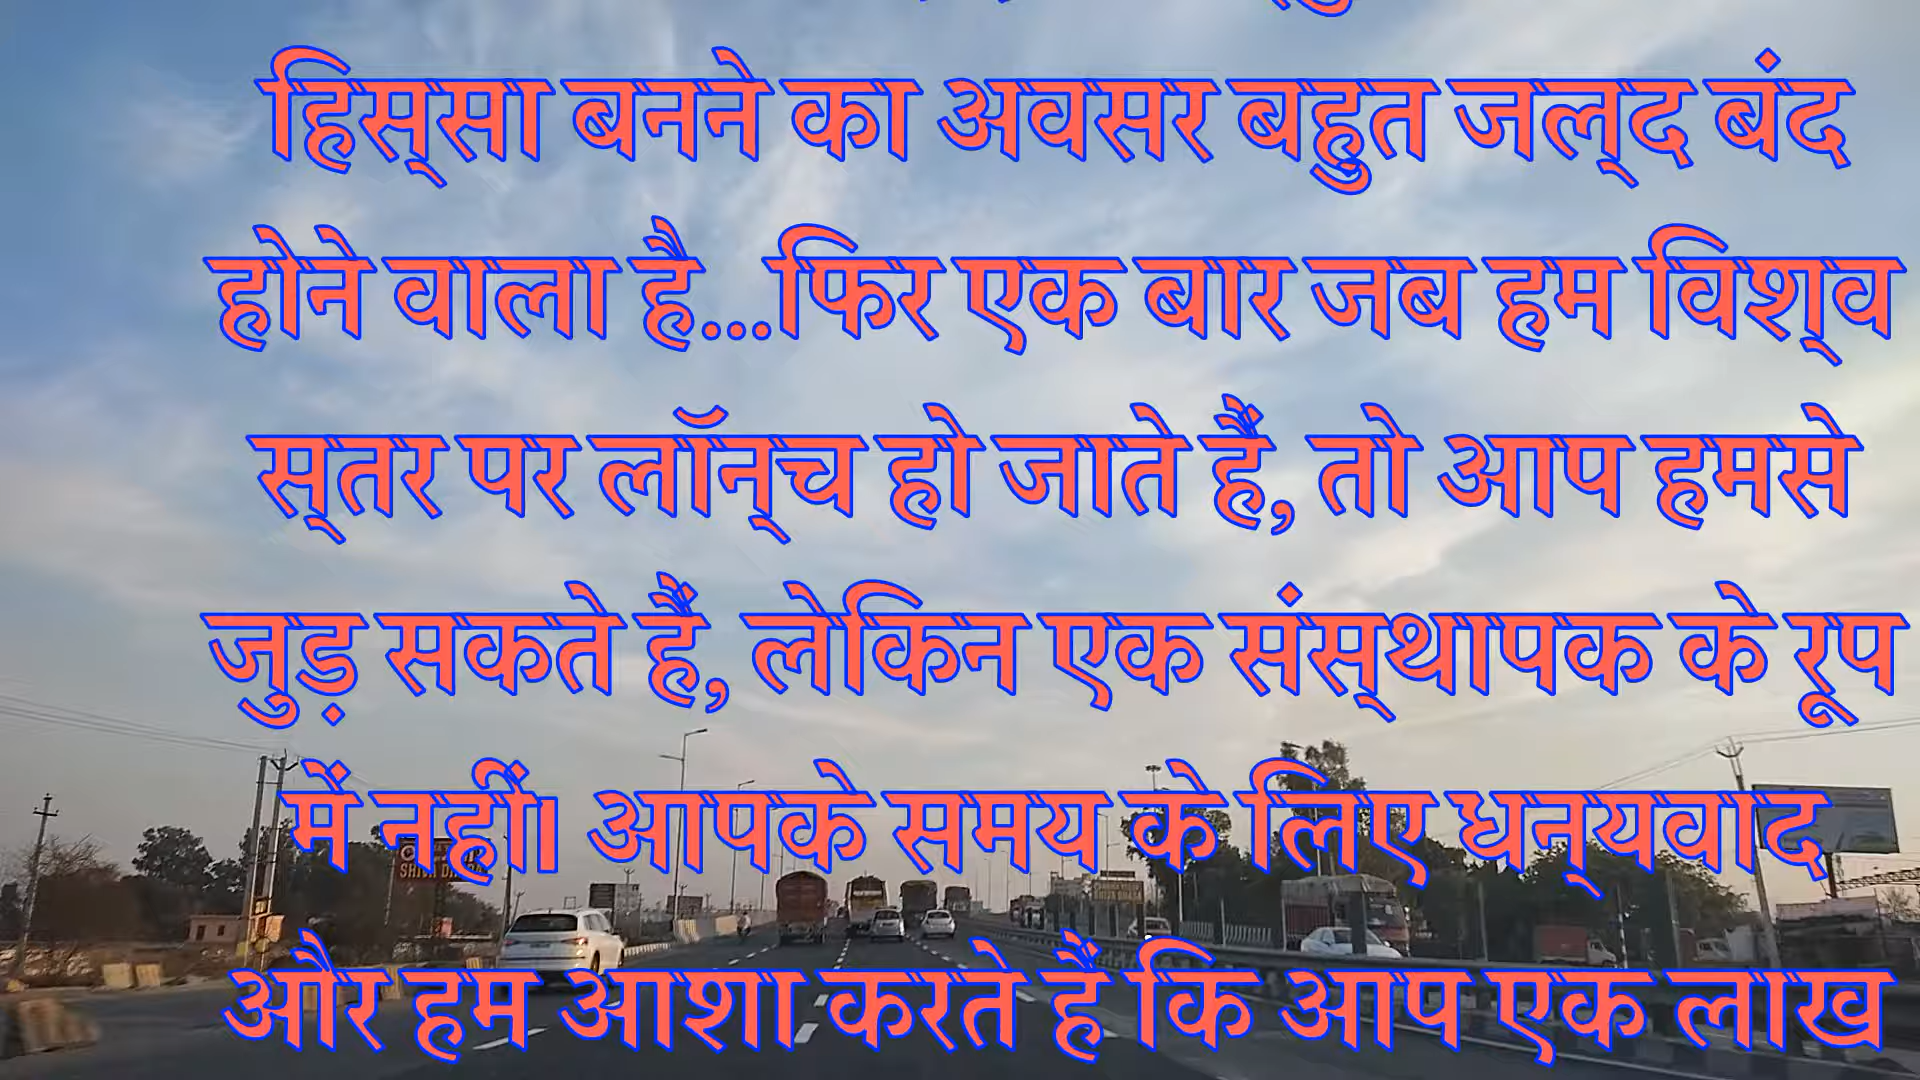 हिस्सा बनने का अवसर बहुत जल्द बंद
होने वाला है...फिर एक बार जब हम विश्व
स्तर पर लॉन्च हो जाते हैं, तो आप हमसे
जुड़ सकते हैं, लेकिन एक संस्थापक के रूप
में नहीं। आपके समय के लिए धन्यवाद
और हम आशा करते हैं कि आप एक लाख